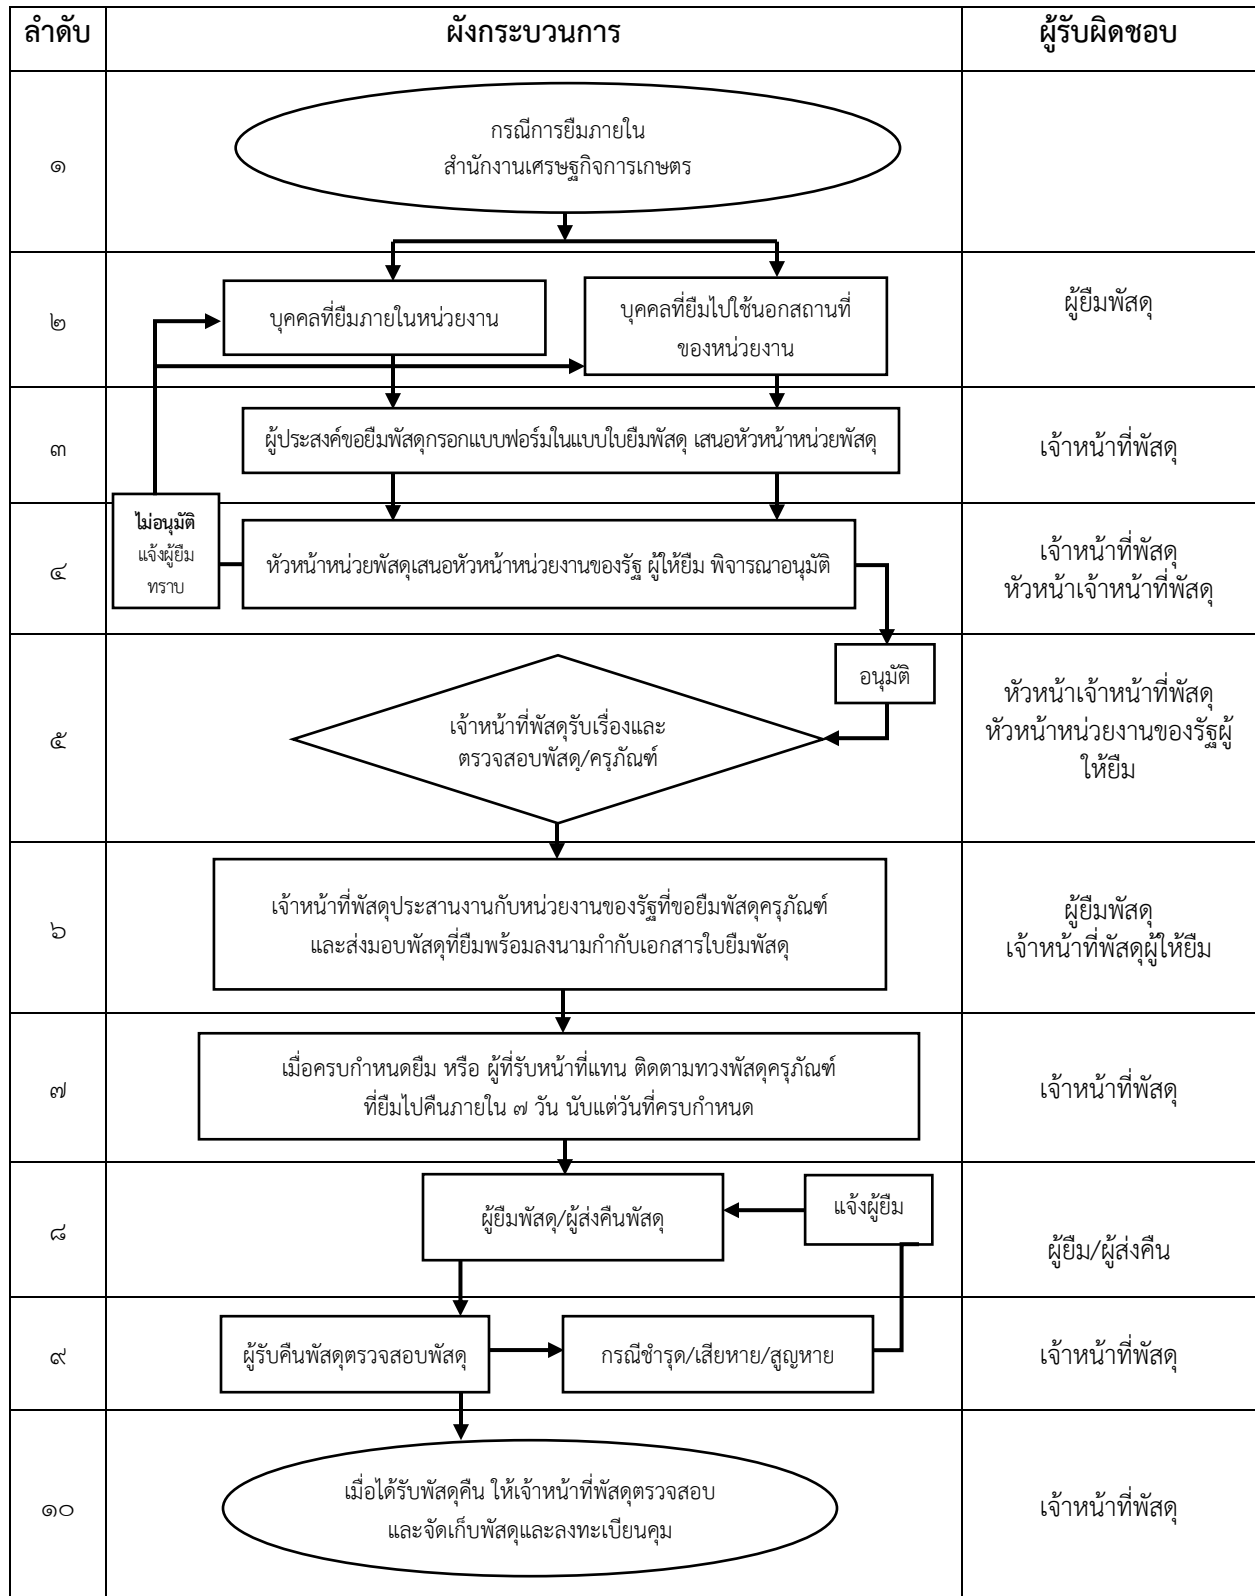 ลำดับ
ผังกระบวนการ
ผู้รับผิดชอบ
๑
กรณีการยืมภายใน
สำนักงานเศรษฐกิจการเกษตร
๒
บุคคลที่ยืมภายในหน่วยงาน
บุคคลที่ยืมไปใช้นอกสถานที่
ของหน่วยงาน
ผู้ยืมพัสดุ
๓
ผู้ประสงค์ขอยืมพัสดุกรอกแบบฟอร์มในแบบใบยืมพัสดุ เสนอหัวหน้าหน่วยพัสดุ
เจ้าหน้าที่พัสดุ
๔
ไม่อนุมัติ
แจ้งผู้ยืม
ทราบ
หัวหน้าหน่วยพัสดุเสนอหัวหน้าหน่วยงานของรัฐ ผู้ให้ยืม พิจารณาอนุมัติ
เจ้าหน้าที่พัสดุ
หัวหน้าเจ้าหน้าที่พัสดุ
๕
อนุมัติ
เจ้าหน้าที่พัสดุรับเรื่องและ
ตรวจสอบพัสดุ/ครุภัณฑ์
หัวหน้าเจ้าหน้าที่พัสดุ
หัวหน้าหน่วยงานของรัฐผู้
ให้ยืม
๖
เจ้าหน้าที่พัสดุประสานงานกับหน่วยงานของรัฐที่ขอยืมพัสดุครุภัณฑ์
และส่งมอบพัสดุที่ยืมพร้อมลงนามกำกับเอกสารใบยืมพัสดุ
ผู้ยืมพัสดุ
เจ้าหน้าที่พัสดุผู้ให้ยืม
๗
เมื่อครบกำหนดยืม หรือ ผู้ที่รับหน้าที่แทน ติดตามทวงพัสดุครุภัณฑ์
ที่ยืมไปคืนภายใน ๗ วัน นับแต่วันที่ครบกำหนด
เจ้าหน้าที่พัสดุ
๘
ผู้ยืมพัสดุ/ผู้ส่งคืนพัสดุ
แจ้งผู้ยืม
ผู้ยืม/ผู้ส่งคืน
๙
ผู้รับคืนพัสดุตรวจสอบพัสดุ
กรณีชำรุด/เสียหาย/สูญหาย
เจ้าหน้าที่พัสดุ
๑๐
เมื่อได้รับพัสดุคืน ให้เจ้าหน้าที่พัสดุตรวจสอบ
และจัดเก็บพัสดุและลงทะเบียนคุม
เจ้าหน้าที่พัสดุ